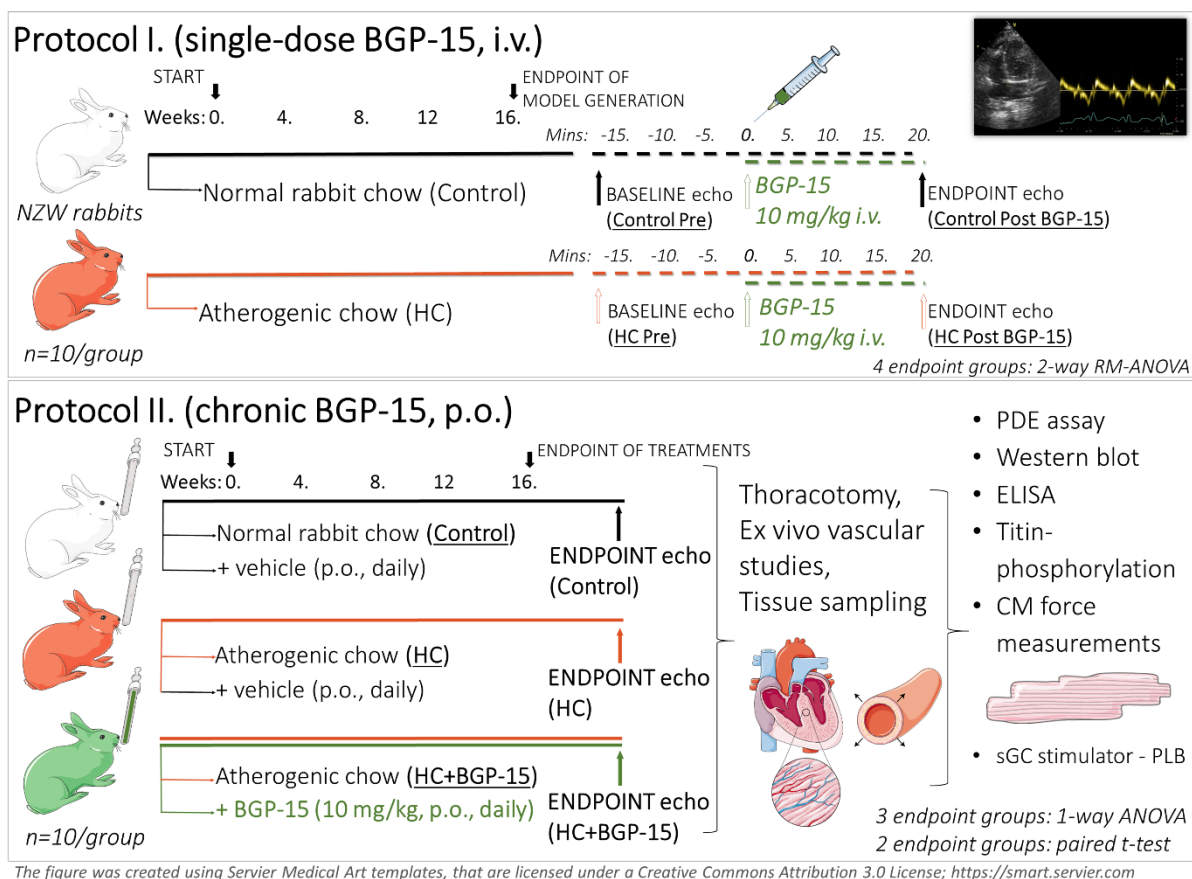 Protocol I. (single-dose BGP-15, i.v.)
START
ENDPOINT OF
MODEL GENERATION
Weeks: 0. 4. 8. 12 16.
Mins: -15. -10. -5. 0. 5. 10. 15. 20.
Normal rabbit chow (Control)
NZW rabbits
BASELINE echo
(Control Pre)
BGP-15
10 mg/kg i.v.
ENDPOINT echo
(Control Post BGP-15)
Mins: -15. -10. -5. 0. 5. 10. 15. 20.
Atherogenic chow (HC)
n=10/group
BASELINE echo
(HC Pre)
BGP-15
10 mg/kg i.v.
ENDOINT echo
(HC Post BGP-15)
4 endpoint groups: 2-way RM-ANOVA
Protocol II. (chronic BGP-15, p.o.)
START
ENDPOINT OF TREATMENTS
Weeks: 0. 4. 8. 12 16.
Normal rabbit chow (Control)
+ vehicle (p.o., daily)
ENDPOINT echo
(Control)
Atherogenic chow (HC)
+ vehicle (p.o., daily)
ENDPOINT echo
(HC)
Atherogenic chow (HC+BGP-15)
+ BGP-15 (10 mg/kg, p.o., daily)
ENDPOINT echo
(HC+BGP-15)
n=10/group
Thoracotomy,
Ex vivo vascular
studies,
Tissue sampling
• PDE assay
• Western blot
• ELISA
• Titin-
phosphorylation
• CM force
measurements
• sGC stimulator - PLB
3 endpoint groups: 1-way ANOVA
2 endpoint groups: paired t-test
The figure was created using Servier Medical Art templates, that are licensed under a Creative Commons Attribution 3.0 License; https://smart.servier.com